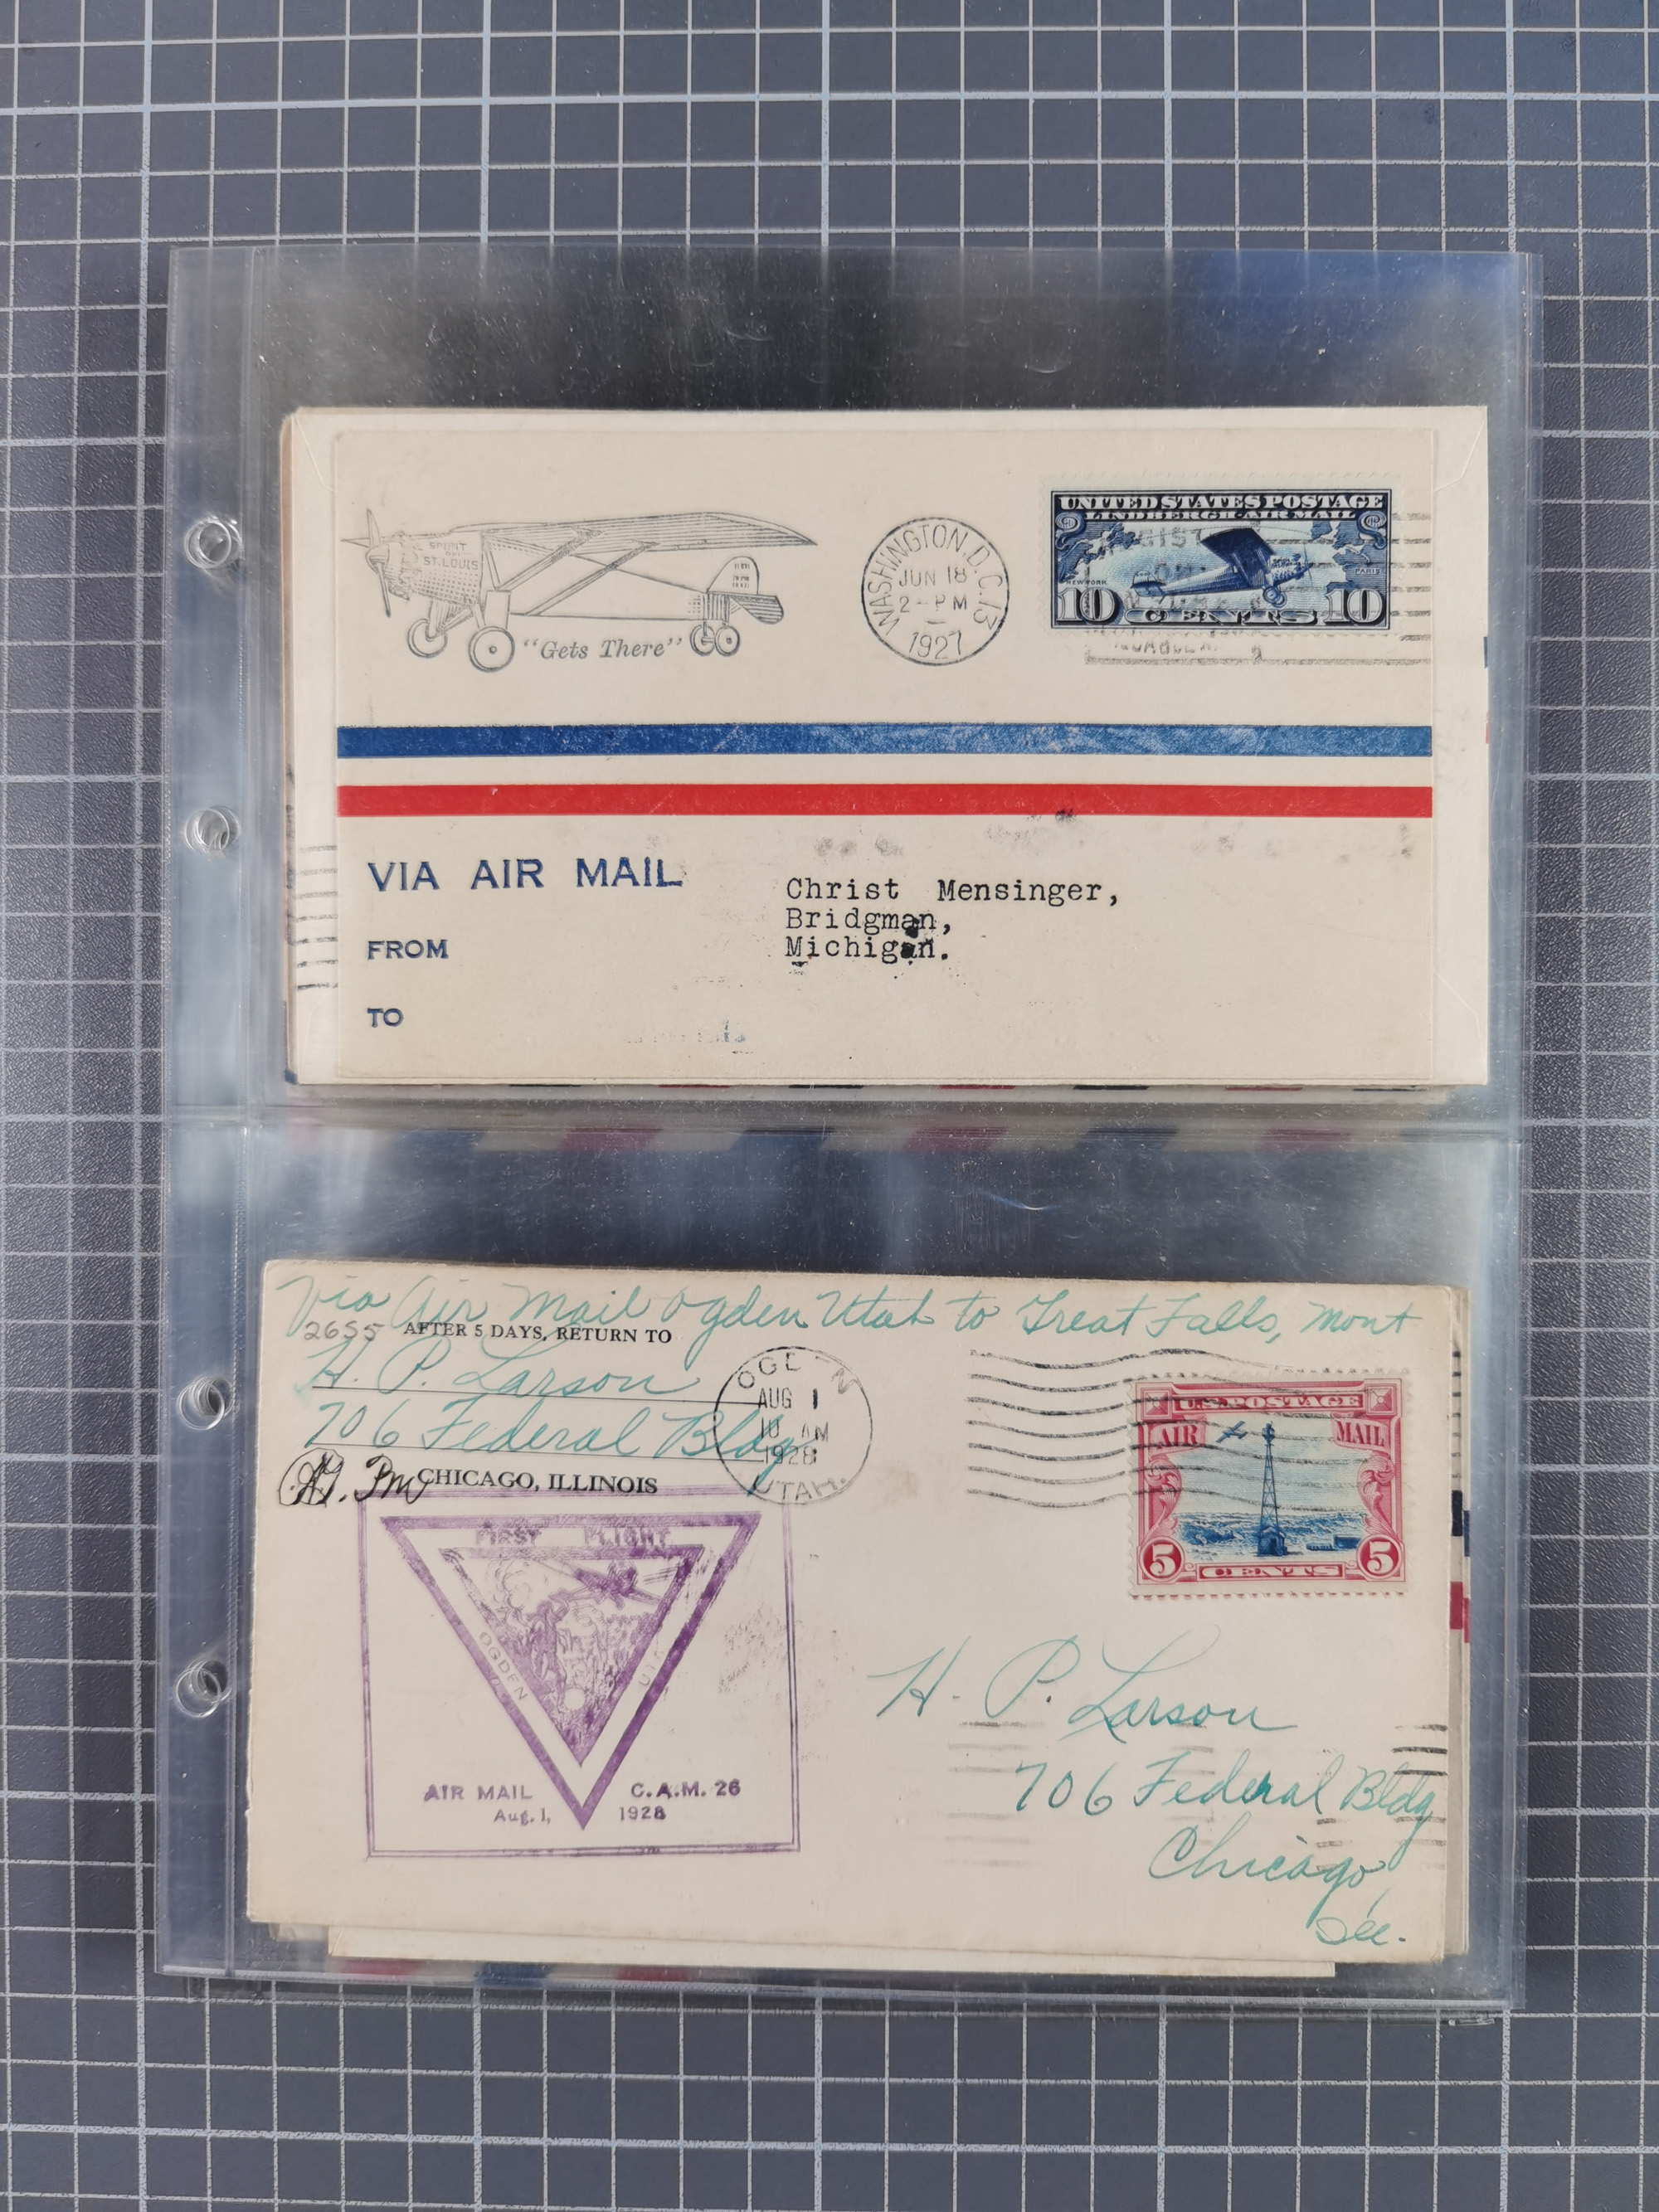 SPIRIT
ST. LOUIS
"Gets There"
WASHINGTON, D.C. 13
JUN 18
2-PM
1927
UNITED STATES POSTAGE
LINDBERGH AIR MAIL
NEW YORK
PARIS
10 CENTS 10
VIA AIR MAIL
FROM
TO
Christ Mensinger,
Bridgman,
Michigan.
Via Air Mail Ogden Utah to Great Falls, Mont
2655 AFTER 5 DAYS, RETURN TO
H. P. Larson
706 Federal Bldg
CHICAGO, ILLINOIS
OGDEN
AUG 1
10 AM
1928
UTAH.
U.S. POSTAGE
AIR MAIL
5 CENTS 5
FIRST FLIGHT
OGDEN
UTAH
AIR MAIL C.A.M. 26
Aug. 1, 1928
H. P. Larson
706 Federal Bldg
Chicago
Ill.